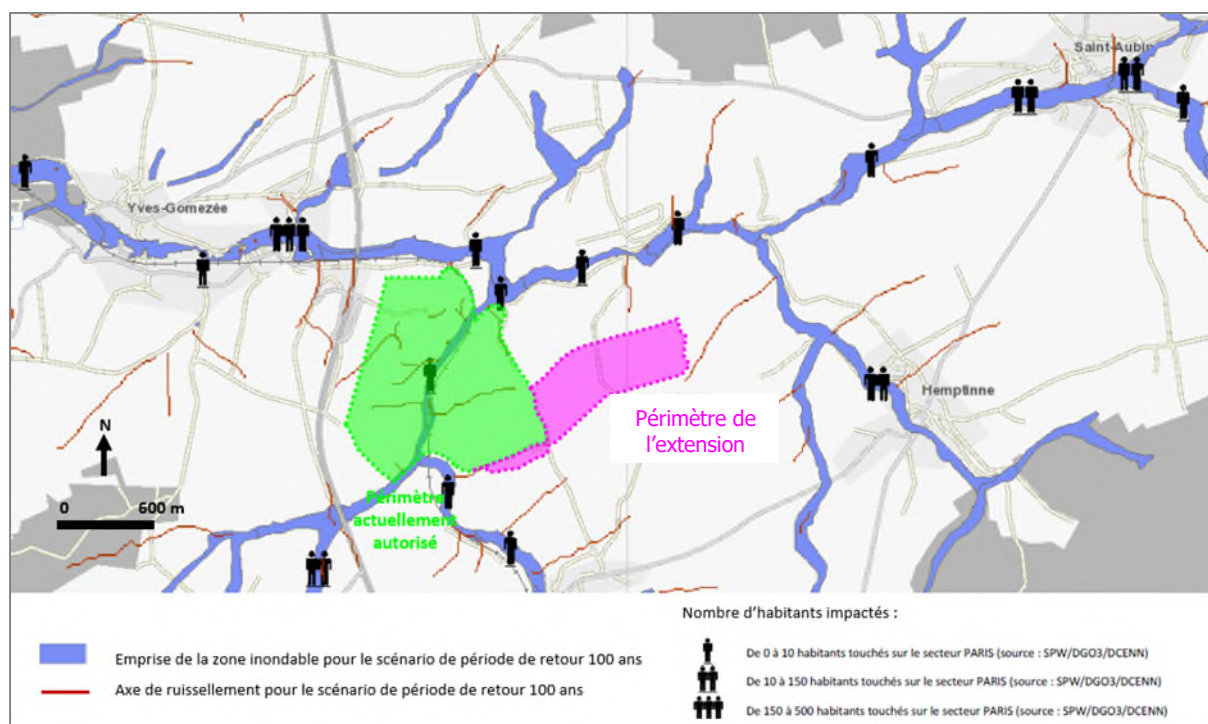 Saint-Aubin
Yves-Gomezée
Hemptinne
Périmètre de
l'extension
N
0 600 m
Périmètre
actuellement
autorisé
Nombre d'habitants impactés :
Emprise de la zone inondable pour le scénario de période de retour 100 ans
Axe de ruissellement pour le scénario de période de retour 100 ans
De 0 à 10 habitants touchés sur le secteur PARIS (source : SPW/DGO3/DCENN)
De 10 à 150 habitants touchés sur le secteur PARIS (source : SPW/DGO3/DCENN)
De 150 à 500 habitants touchés sur le secteur PARIS (source : SPW/DGO3/DCENN)